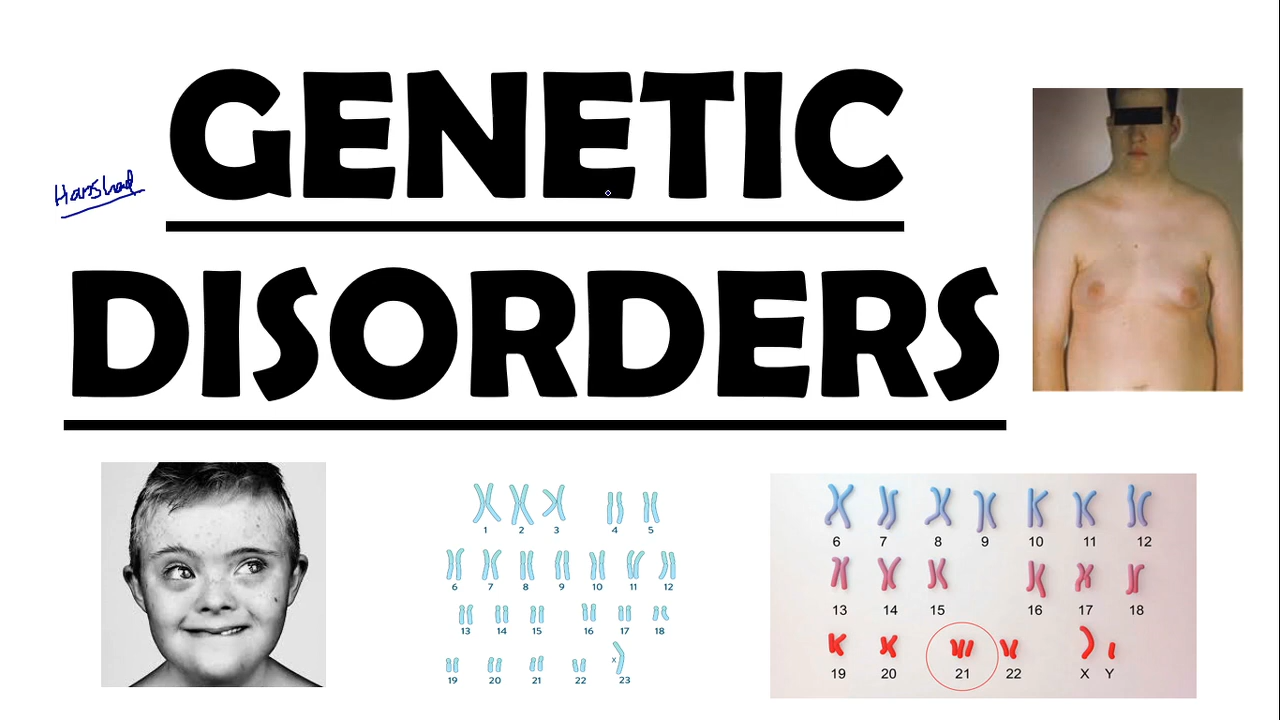 GENETIC
Harshad
DISORDERS
1 2 3 4 5
6 7 8 9 10 11 12
13 14 15 16 17 18
X
19 20 21 22 23
6 7 8 9 10 11 12
13 14 15 16 17 18
19 20 21 22 X Y